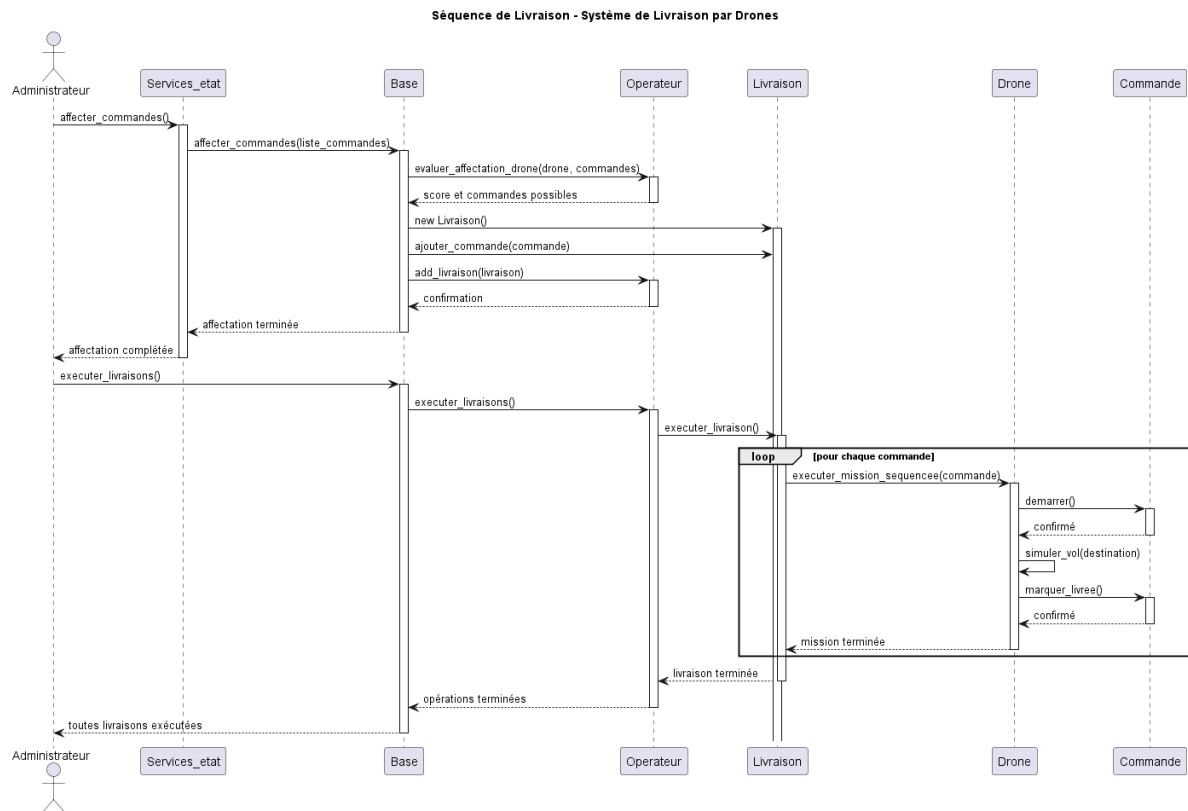 Séquence de Livraison - Système de Livraison par Drones
Administrateur
Services_etat
Base
Operateur
Livraison
Drone
Commande
affecter_commandes()
affecter_commandes(liste_commandes)
evaluer_affectation_drone(drone, commandes)
score et commandes possibles
new Livraison()
ajouter_commande(commande)
add_livraison(livraison)
confirmation
affectation terminée
affectation complétée
executer_livraisons()
executer_livraisons()
executer_livraison()
loop [pour chaque commande]
executer_mission_sequencee(commande)
demarrer()
confirmé
simuler_vol(destination)
marquer_livree()
confirmé
mission terminée
livraison terminée
opérations terminées
toutes livraisons exécutées
Administrateur
Services_etat
Base
Operateur
Livraison
Drone
Commande